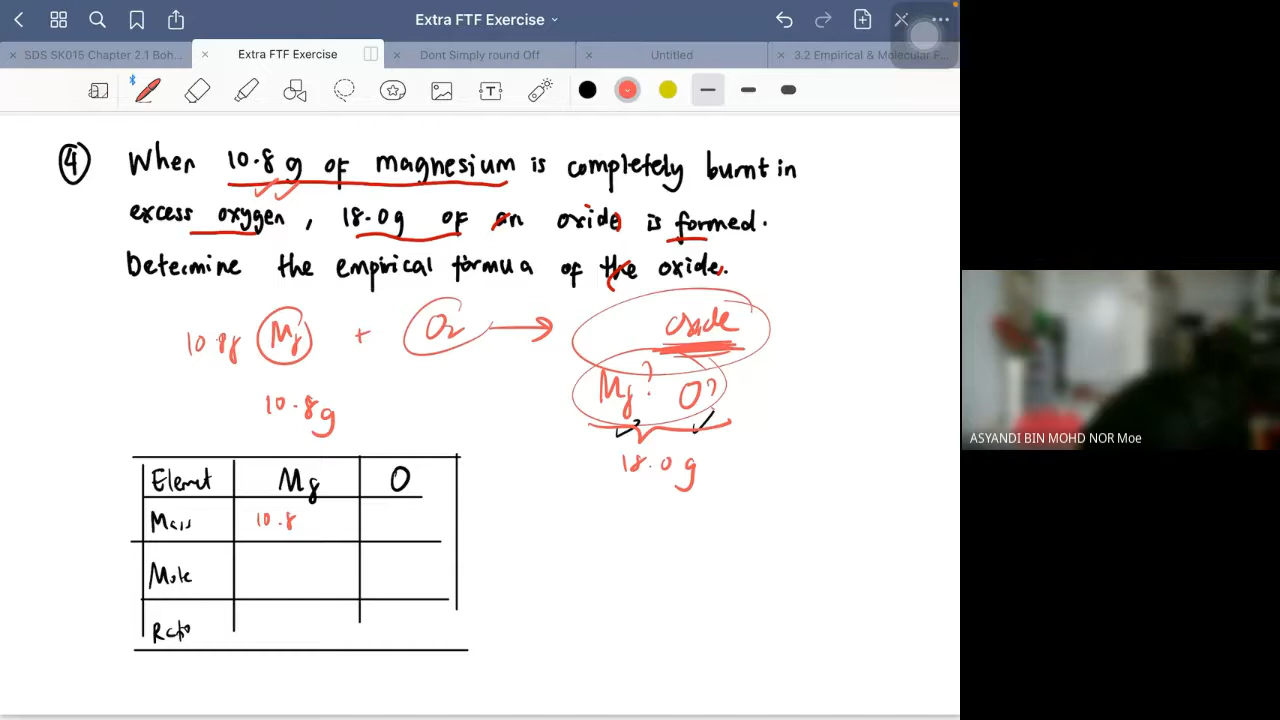 Extra FTF Exercise
SDS SK015 Chapter 2.1 Boh...
Extra FTF Exercise
Dont Simply round Off
Untitled
3.2 Empirical & Molecular F...
4 When 10.8 g of magnesium is completely burnt in
excess oxygen, 18.0g of an oxide is formed.
Determine the empirical formua of the oxide.
10.8g Mg + O2 → oxide
Mg? O?
10.8g
18.0 g
Element Mg O
Mass 10.8
Mole
Ratio
ASYANDI BIN MOHD NOR Moe